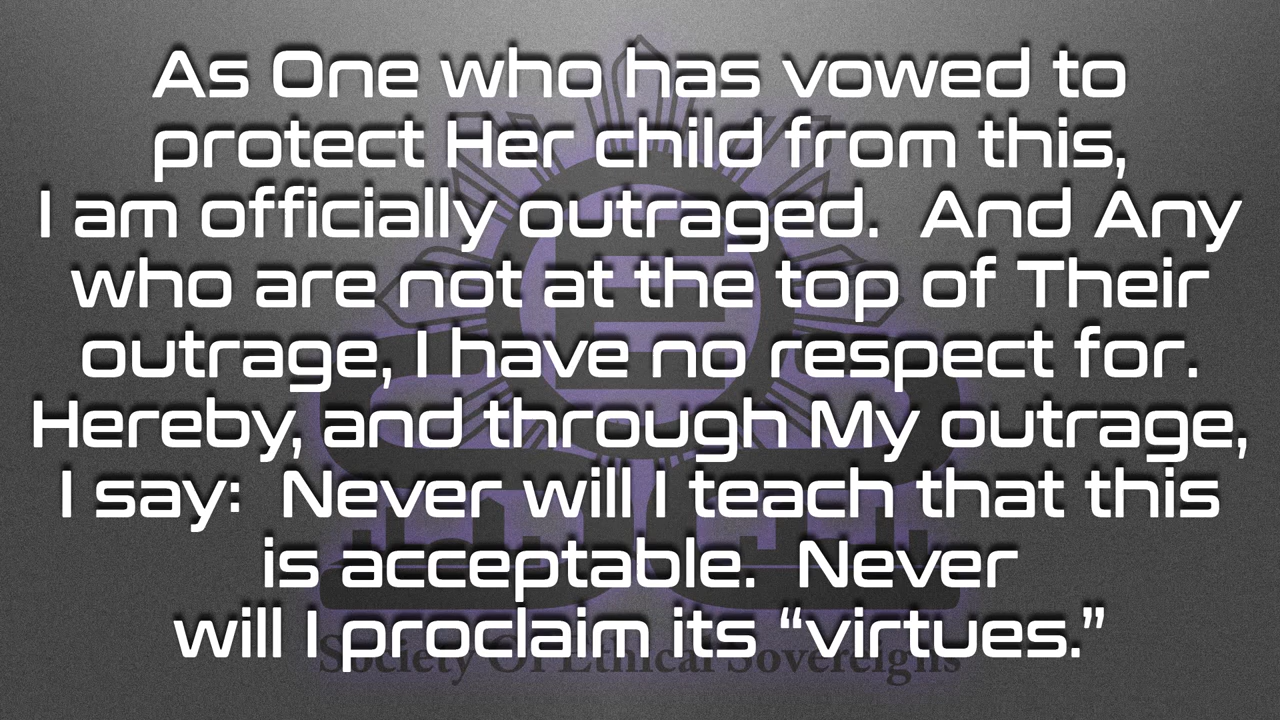 As One who has vowed to
protect Her child from this,
I am officially outraged.  And Any
who are not at the top of Their
outrage, I have no respect for.
Hereby, and through My outrage,
I say:  Never will I teach that this
is acceptable.  Never
will I proclaim its “virtues.”
Society Of Ethical Sovereigns